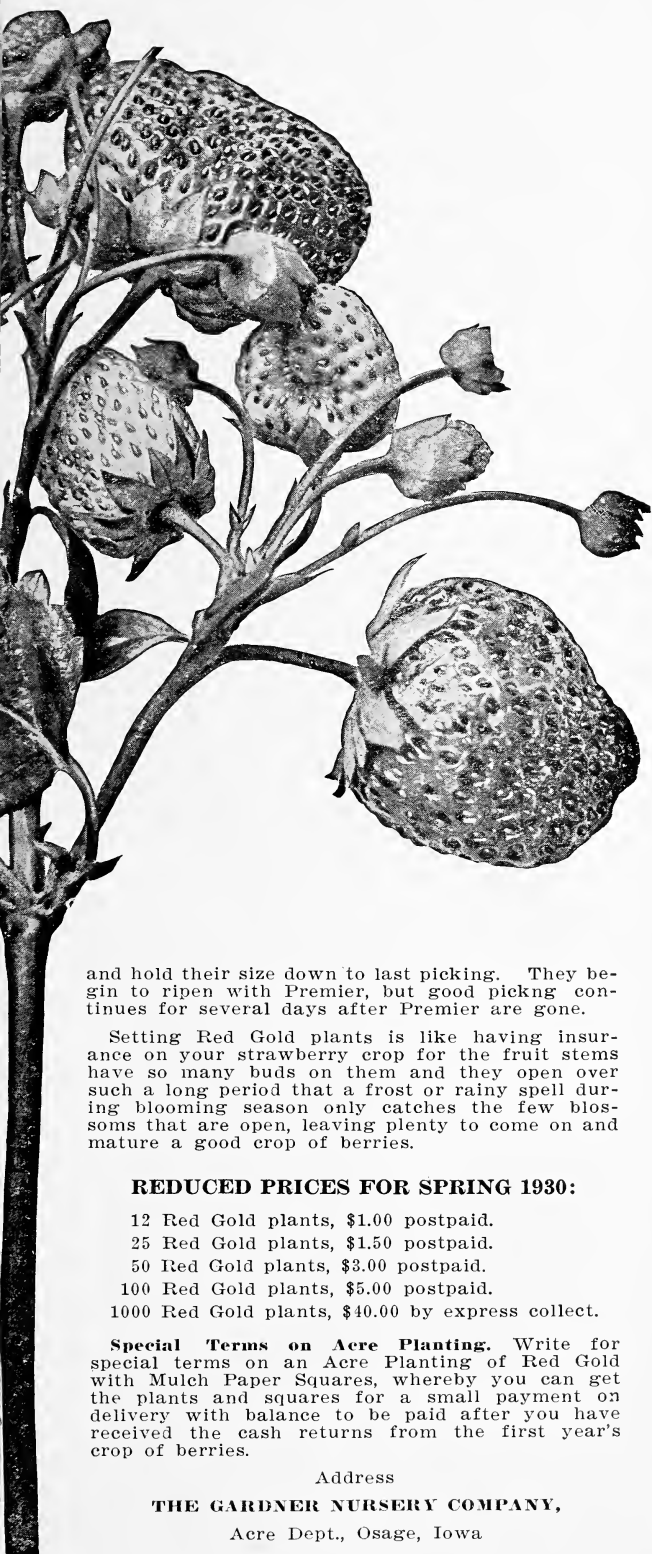 and hold their size down to last picking. They be-
gin to ripen with Premier, but good pickng con-
tinues for several days after Premier are gone.
Setting Red Gold plants is like having insur-
ance on your strawberry crop for the fruit stems
have so many buds on them and they open over
such a long period that a frost or rainy spell dur-
ing blooming season only catches the few blos-
soms that are open, leaving plenty to come on and
mature a good crop of berries.
REDUCED PRICES FOR SPRING 1930:
12 Red Gold plants, $1.00 postpaid.
25 Red Gold plants, $1.50 postpaid.
50 Red Gold plants, $3.00 postpaid.
100 Red Gold plants, $5.00 postpaid.
1000 Red Gold plants, $40.00 by express collect.
Special Terms on Acre Planting. Write for
special terms on an Acre Planting of Red Gold
with Mulch Paper Squares, whereby you can get
the plants and squares for a small payment on
delivery with balance to be paid after you have
received the cash returns from the first year's
crop of berries.
Address
THE GARDNER NURSERY COMPANY,
Acre Dept., Osage, Iowa